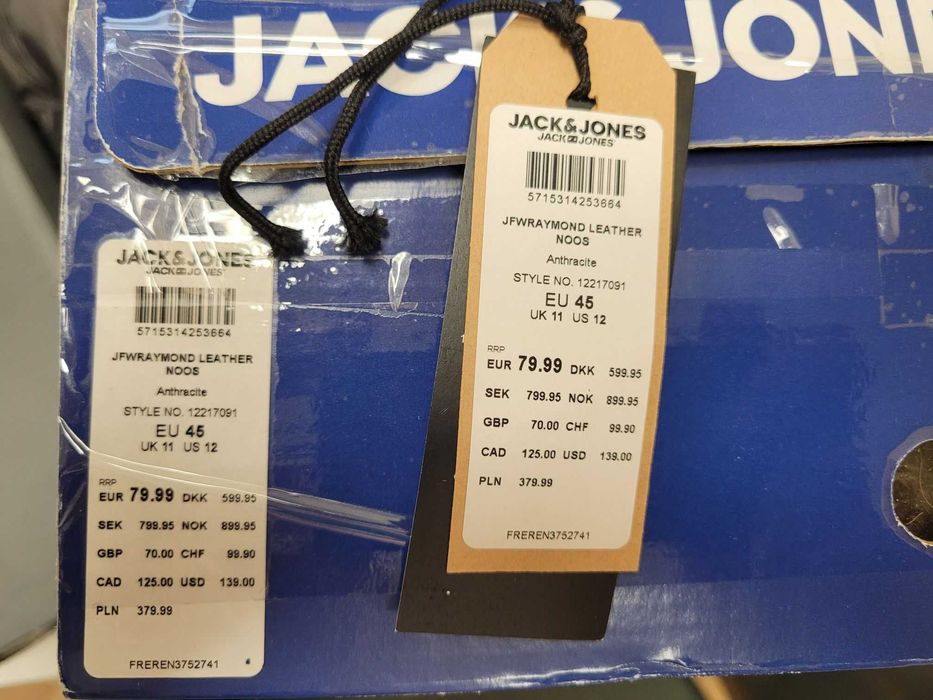 JACK & JONE
JACK&JONES
JACK JONES
5715314253664
JFWRAYMOND LEATHER
NOOS
Anthracite
STYLE NO. 12217091
EU 45
UK 11 US 12
RRP
EUR 79.99 DKK 599.95
SEK 799.95 NOK 899.95
GBP 70.00 CHF 99.90
CAD 125.00 USD 139.00
PLN 379.99
FREREN3752741
JACK&JONES
JACK JONES
5715314253664
JFWRAYMOND LEATHER
NOOS
Anthracite
STYLE NO. 12217091
EU 45
UK 11 US 12
RRP
EUR 79.99 DKK 599.95
SEK 799.95 NOK 899.95
GBP 70.00 CHF 99.90
CAD 125.00 USD 139.00
PLN 379.99
FREREN3752741